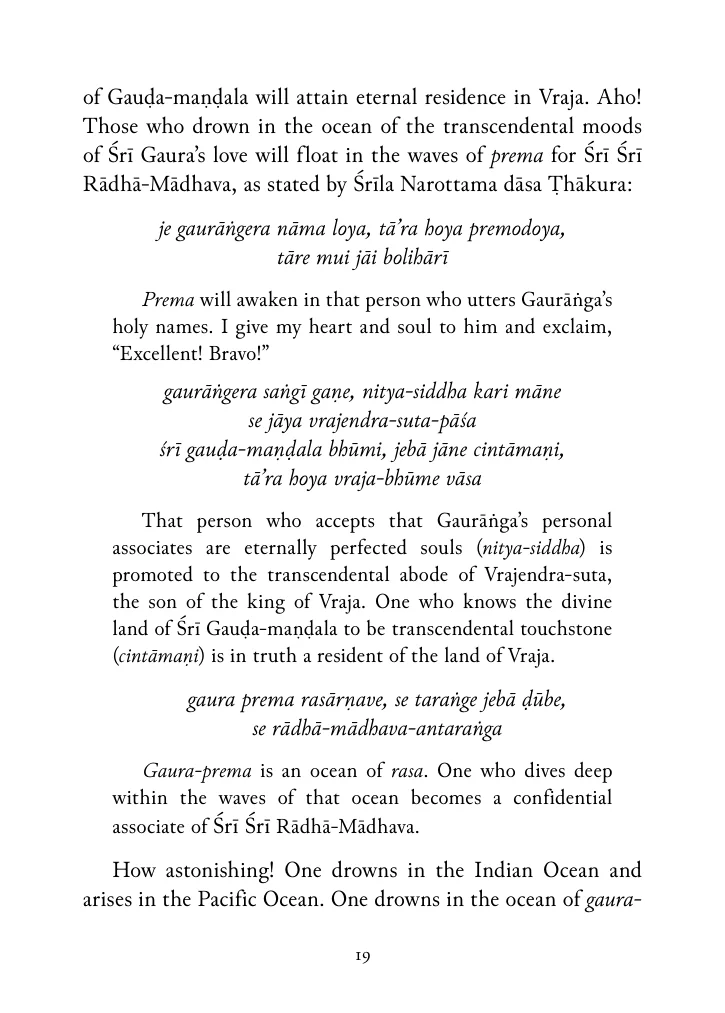 of Gauḍa-maṇḍala will attain eternal residence in Vraja. Aho!
Those who drown in the ocean of the transcendental moods
of Śrī Gaura’s love will float in the waves of prema for Śrī Śrī
Rādhā-Mādhava, as stated by Śrīla Narottama dāsa Ṭhākura:
je gaurāṅgera nāma loya, tā’ra hoya premodoya,
tāre mui jāi bolihārī
Prema will awaken in that person who utters Gaurāṅga’s
holy names. I give my heart and soul to him and exclaim,
“Excellent! Bravo!”
gaurāṅgera saṅgī gaṇe, nitya-siddha kari māne
se jāya vrajendra-suta-pāśa
śrī gauḍa-maṇḍala bhūmi, jebā jāne cintāmaṇi,
tā’ra hoya vraja-bhūme vāsa
That person who accepts that Gaurāṅga’s personal
associates are eternally perfected souls (nitya-siddha) is
promoted to the transcendental abode of Vrajendra-suta,
the son of the king of Vraja. One who knows the divine
land of Śrī Gauḍa-maṇḍala to be transcendental touchstone
(cintāmaṇi) is in truth a resident of the land of Vraja.
gaura prema rasārṇave, se taraṅge jebā ḍūbe,
se rādhā-mādhava-antaraṅga
Gaura-prema is an ocean of rasa. One who dives deep
within the waves of that ocean becomes a confidential
associate of Śrī Śrī Rādhā-Mādhava.
How astonishing! One drowns in the Indian Ocean and
arises in the Pacific Ocean. One drowns in the ocean of gaura-
19